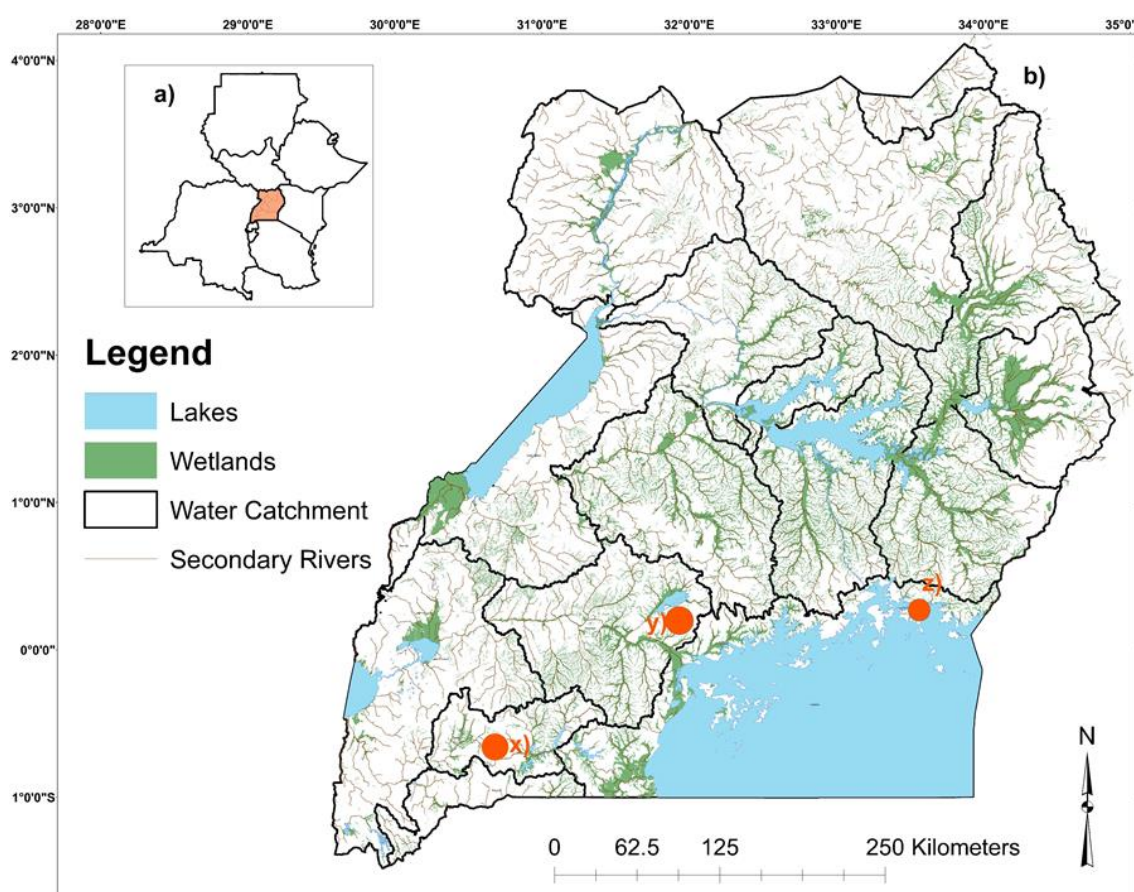 28°0'0"E 29°0'0"E 30°0'0"E 31°0'0"E 32°0'0"E 33°0'0"E 34°0'0"E 35°0
4°0'0"N
3°0'0"N
2°0'0"N
1°0'0"N
0°0'0"
1°0'0"S
a)
b)
Legend
Lakes
Wetlands
Water Catchment
Secondary Rivers
z)
y)
x)
N
0 62.5 125 250 Kilometers